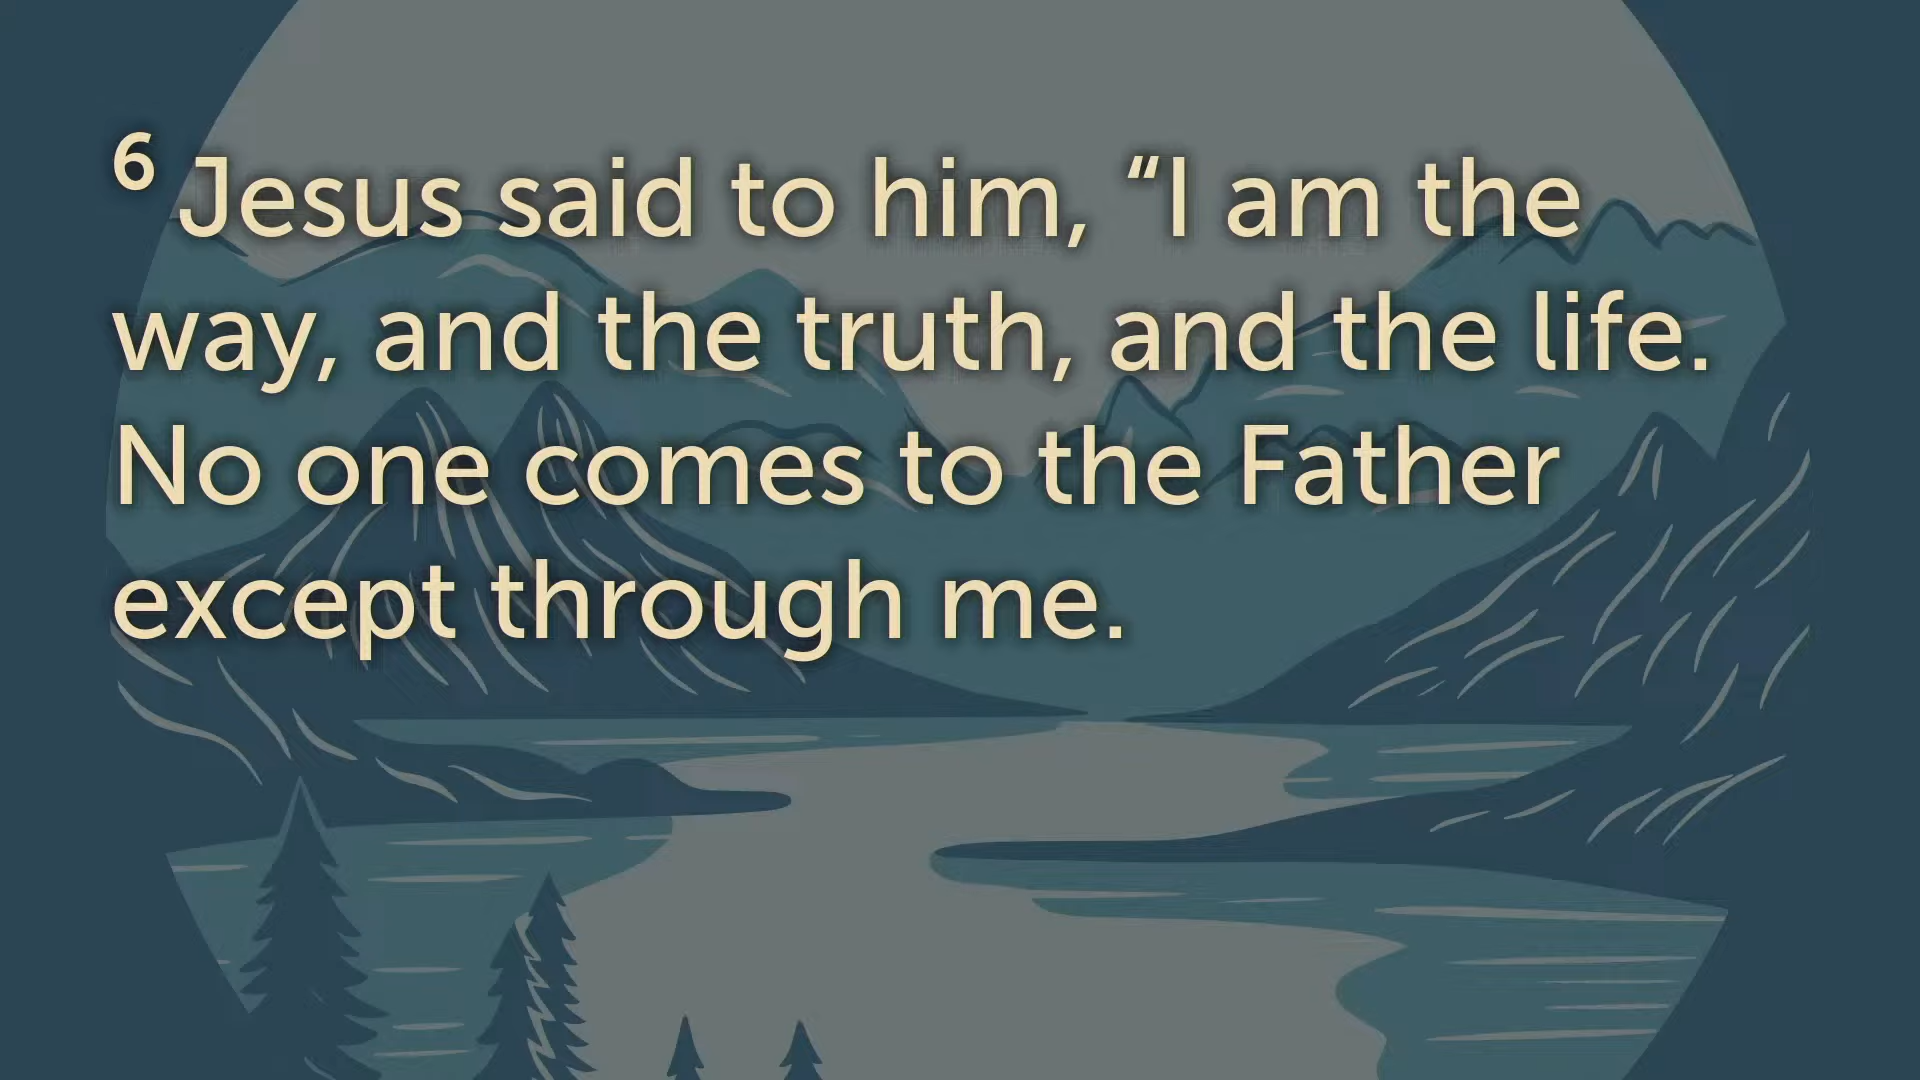 6 Jesus said to him, “I am the
way, and the truth, and the life.
No one comes to the Father
except through me.